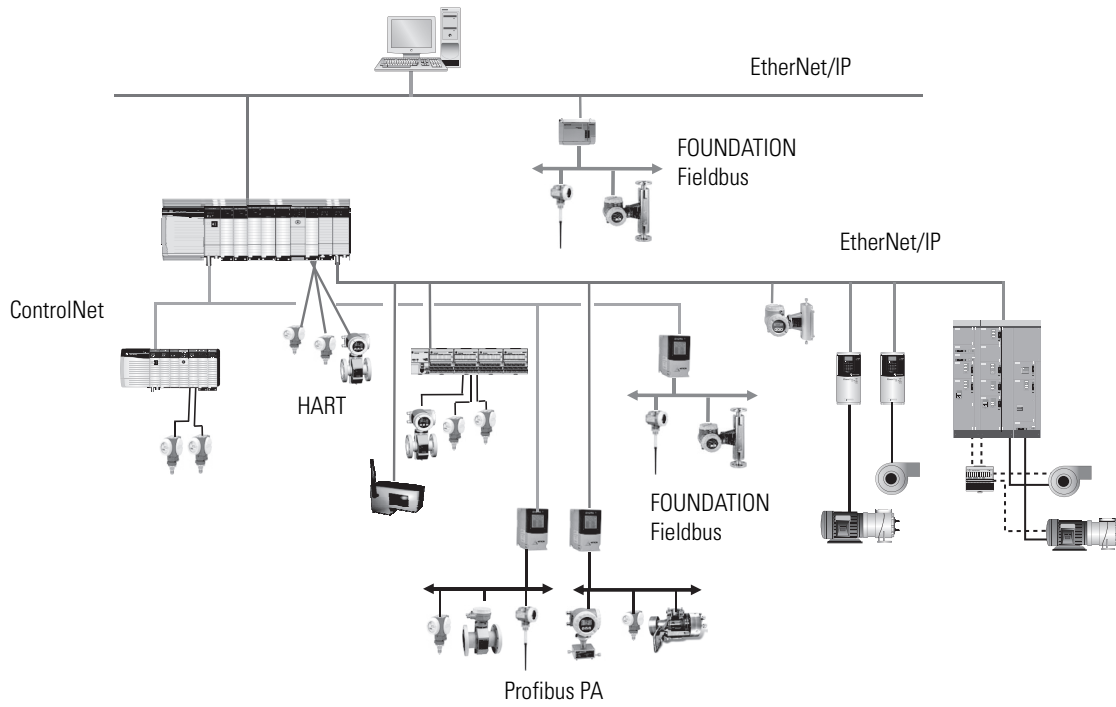 EtherNet/IP
FOUNDATION
Fieldbus
EtherNet/IP
ControlNet
HART
FOUNDATION
Fieldbus
Profibus PA